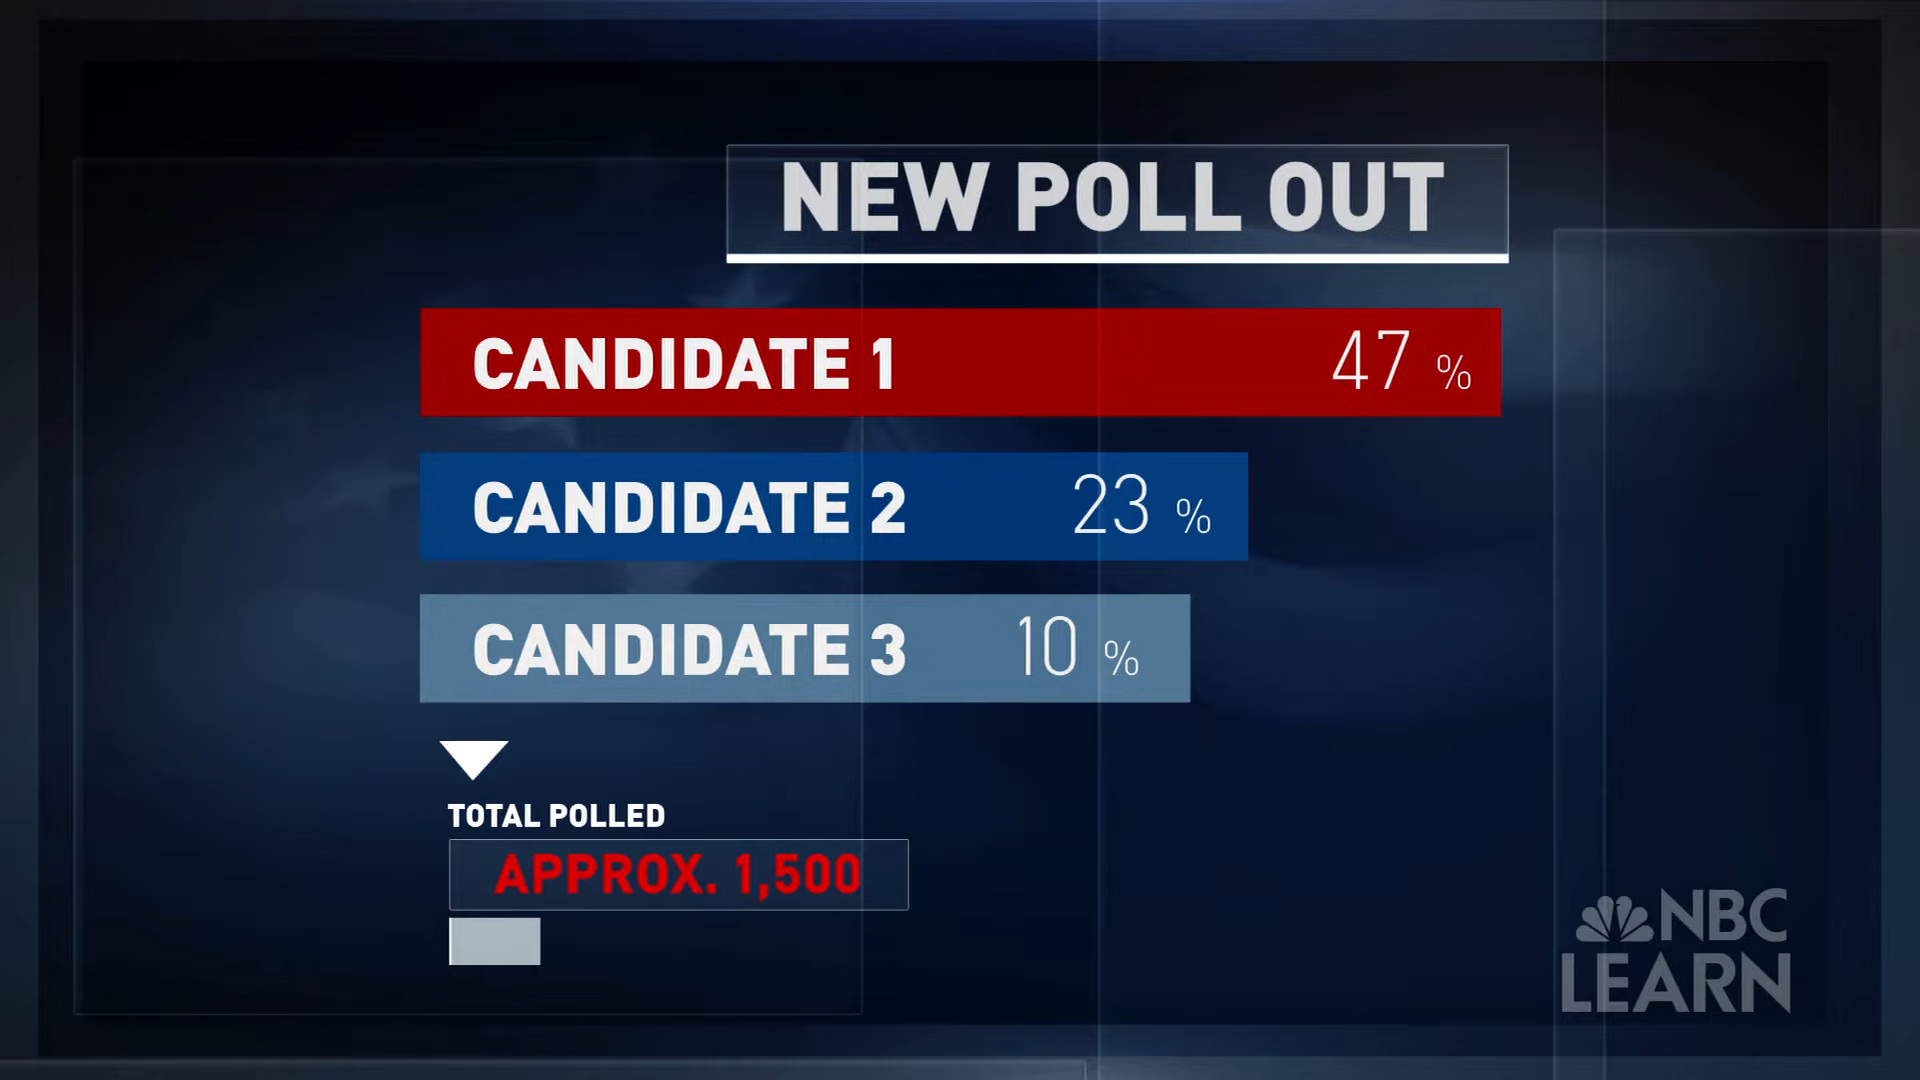 NEW POLL OUT
CANDIDATE 1 47 %
CANDIDATE 2 23 %
CANDIDATE 3 10 %
TOTAL POLLED
APPROX. 1,500
NBC
LEARN